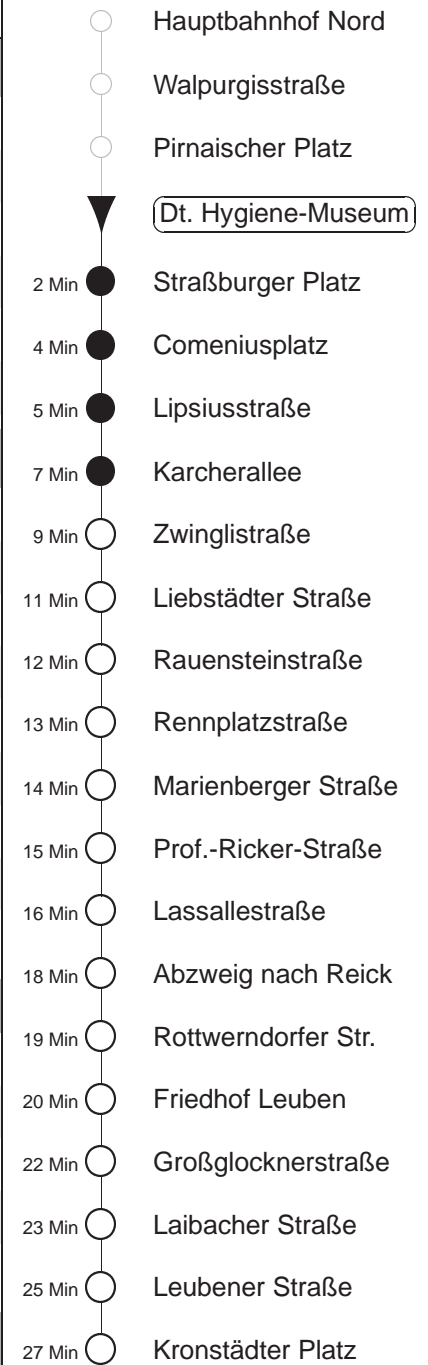 Hauptbahnhof Nord
Walpurgisstraße
Pirnaischer Platz
Dt. Hygiene-Museum
2 Min Straßburger Platz
4 Min Comeniusplatz
5 Min Lipsiusstraße
7 Min Karcherallee
9 Min Zwinglistraße
11 Min Liebstädter Straße
12 Min Rauensteinstraße
13 Min Rennplatzstraße
14 Min Marienberger Straße
15 Min Prof.-Ricker-Straße
16 Min Lassallestraße
18 Min Abzweig nach Reick
19 Min Rottwerndorfer Str.
20 Min Friedhof Leuben
22 Min Großglocknerstraße
23 Min Laibacher Straße
25 Min Leubener Straße
27 Min Kronstädter Platz